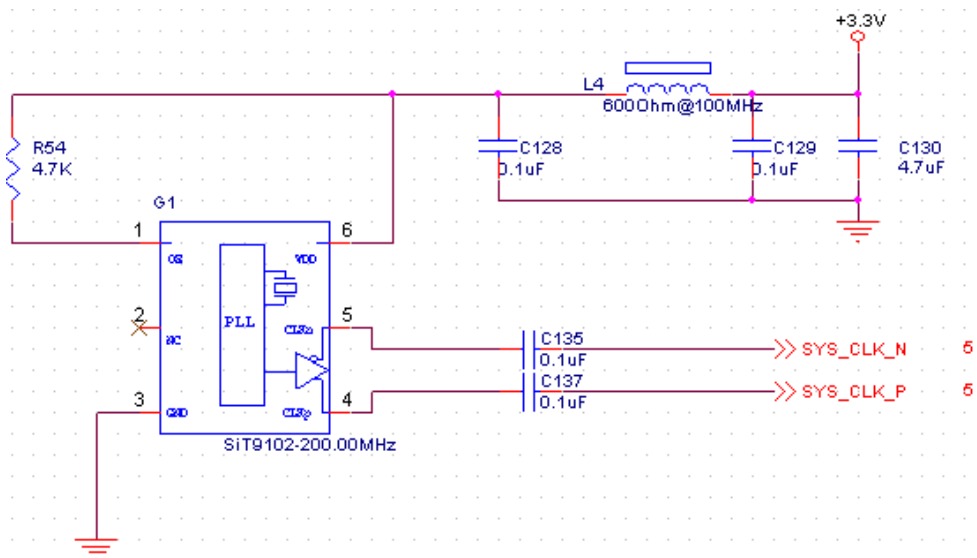 +3.3V
L4
600Ohm@100MHz
R54
4.7K
C128
0.1uF
C129
0.1uF
C130
4.7uF
G1
1
6
OE
VDD
2
5
NC
PLL
CLKn
C135
0.1uF
SYS_CLK_N
5
C137
0.1uF
SYS_CLK_P
5
3
4
GND
CLKp
SiT9102-200.00MHz